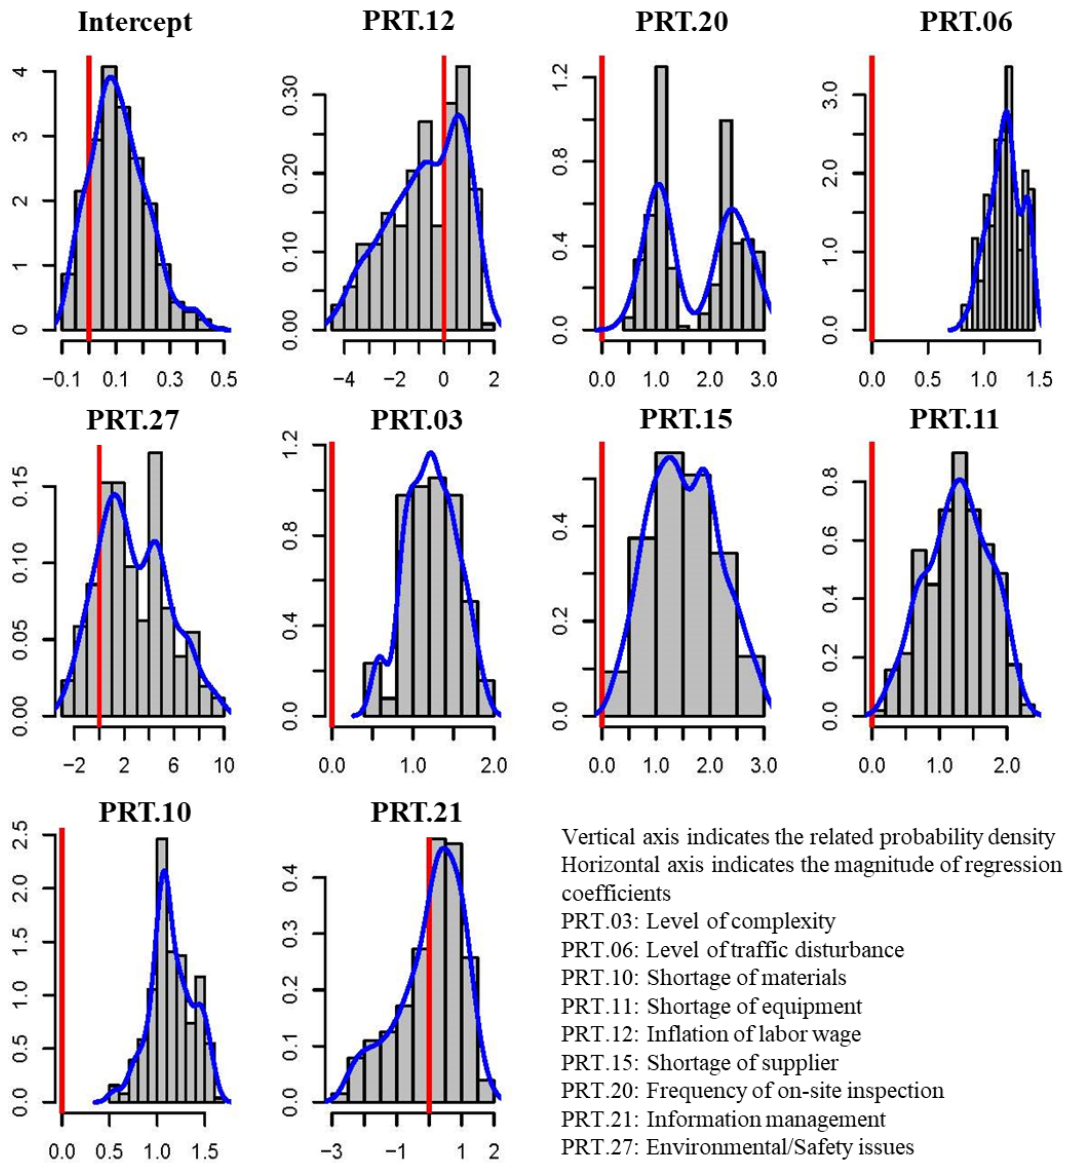 Intercept
PRT.12
PRT.20
PRT.06
4
3
2
1
0
−0.1 0.1 0.3 0.5
0.30
0.20
0.10
0.00
−4 −2 0 2
1.2
0.8
0.4
0.0
0.0 1.0 2.0 3.0
3.0
2.0
1.0
0.0
0.0 0.5 1.0 1.5
PRT.27
PRT.03
PRT.15
PRT.11
0.15
0.10
0.05
0.00
−2 2 6 10
1.2
0.8
0.4
0.0
0.0 1.0 2.0
0.4
0.2
0.0
0.0 1.0 2.0 3.0
0.8
0.6
0.4
0.2
0.0
0.0 1.0 2.0
PRT.10
PRT.21
2.5
2.0
1.5
1.0
0.5
0.0
0.0 0.5 1.0 1.5
0.4
0.3
0.2
0.1
0.0
−3 −1 1 2
Vertical axis indicates the related probability density
Horizontal axis indicates the magnitude of regression
coefficients
PRT.03: Level of complexity
PRT.06: Level of traffic disturbance
PRT.10: Shortage of materials
PRT.11: Shortage of equipment
PRT.12: Inflation of labor wage
PRT.15: Shortage of supplier
PRT.20: Frequency of on-site inspection
PRT.21: Information management
PRT.27: Environmental/Safety issues